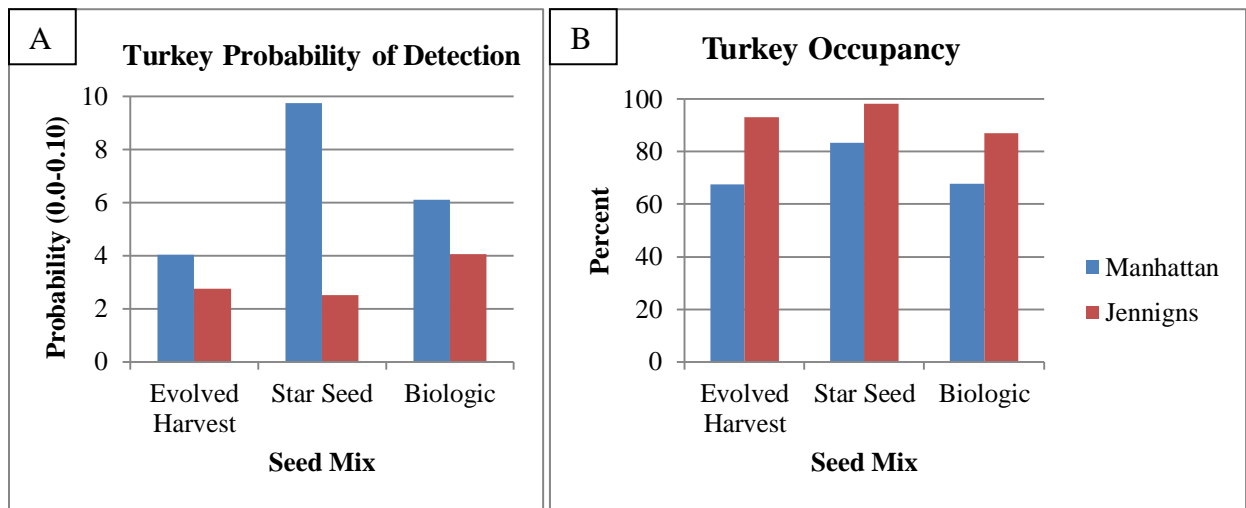 A
Turkey Probability of Detection
Probability (0.0-0.10)
10
8
6
4
2
0
Evolved Harvest
Star Seed
Biologic
Seed Mix
B
Turkey Occupancy
Percent
100
80
60
40
20
0
Evolved Harvest
Star Seed
Biologic
Seed Mix
Manhattan
Jennigns